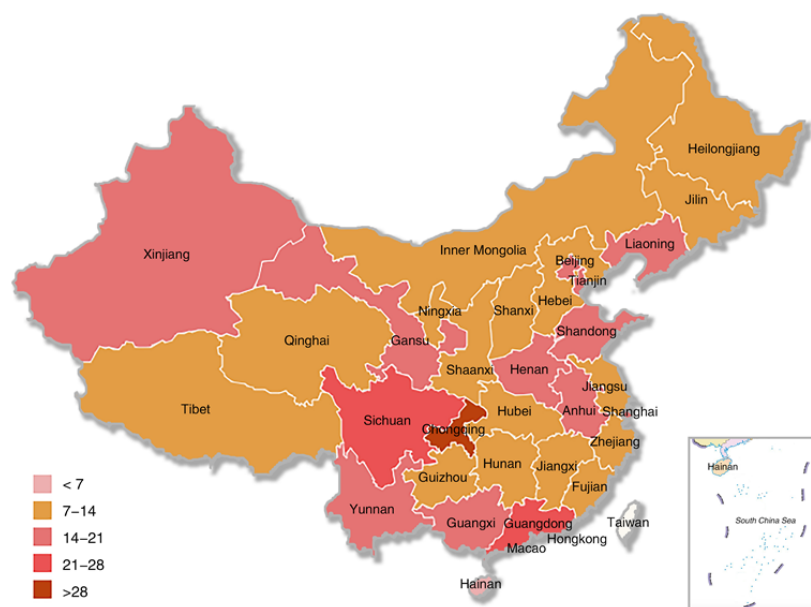 Heilongjiang
Jilin
Liaoning
Xinjiang
Inner Mongolia
Beijing
Tianjin
Hebei
Ningxia
Shanxi
Shandong
Qinghai
Gansu
Shaanxi
Henan
Jiangsu
Tibet
Sichuan
Hubei
Anhui
Shanghai
Chongqing
Zhejiang
Guizhou
Hunan
Jiangxi
Fujian
Yunnan
Guangxi
Guangdong
Taiwan
Hongkong
Macao
Hainan
< 7
7–14
14–21
21–28
>28
Hainan
South China Sea